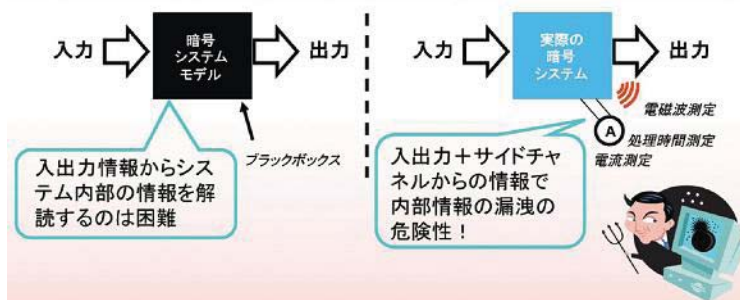 入力
暗号
システム
モデル
出力
ブラックボックス
入出力情報からシス
テム内部の情報を解
読するのは困難
入力
実際の
暗号
システム
出力
電磁波測定
A
処理時間測定
電流測定
入出力＋サイドチャ
ネルからの情報で
内部情報の漏洩の
危険性！